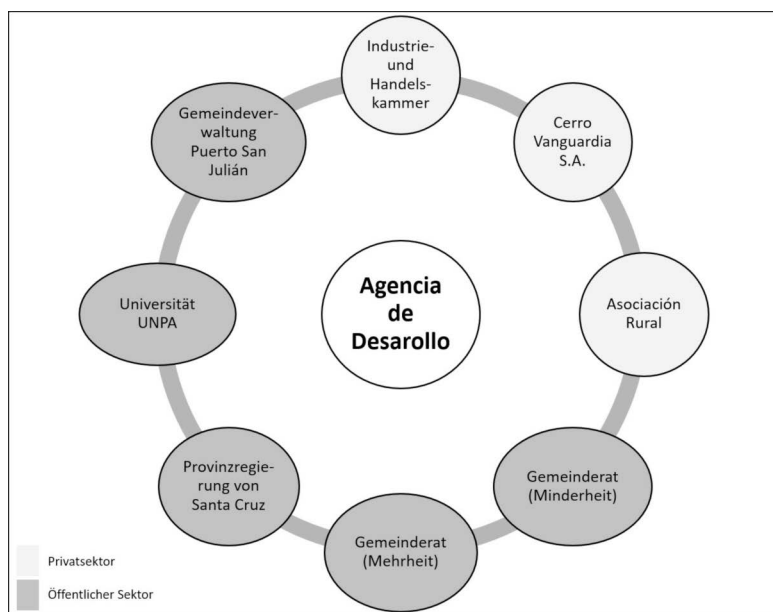 Industrie-
und
Handels-
kammer
Cerro
Vanguardia
S.A.
Asociación
Rural
Gemeinderat
(Minderheit)
Gemeinderat
(Mehrheit)
Provinzregie-
rung von
Santa Cruz
Universität
UNPA
Gemeindever-
waltung
Puerto San
Julián
Agencia
de
Desarollo
Privatsektor
Öffentlicher Sektor